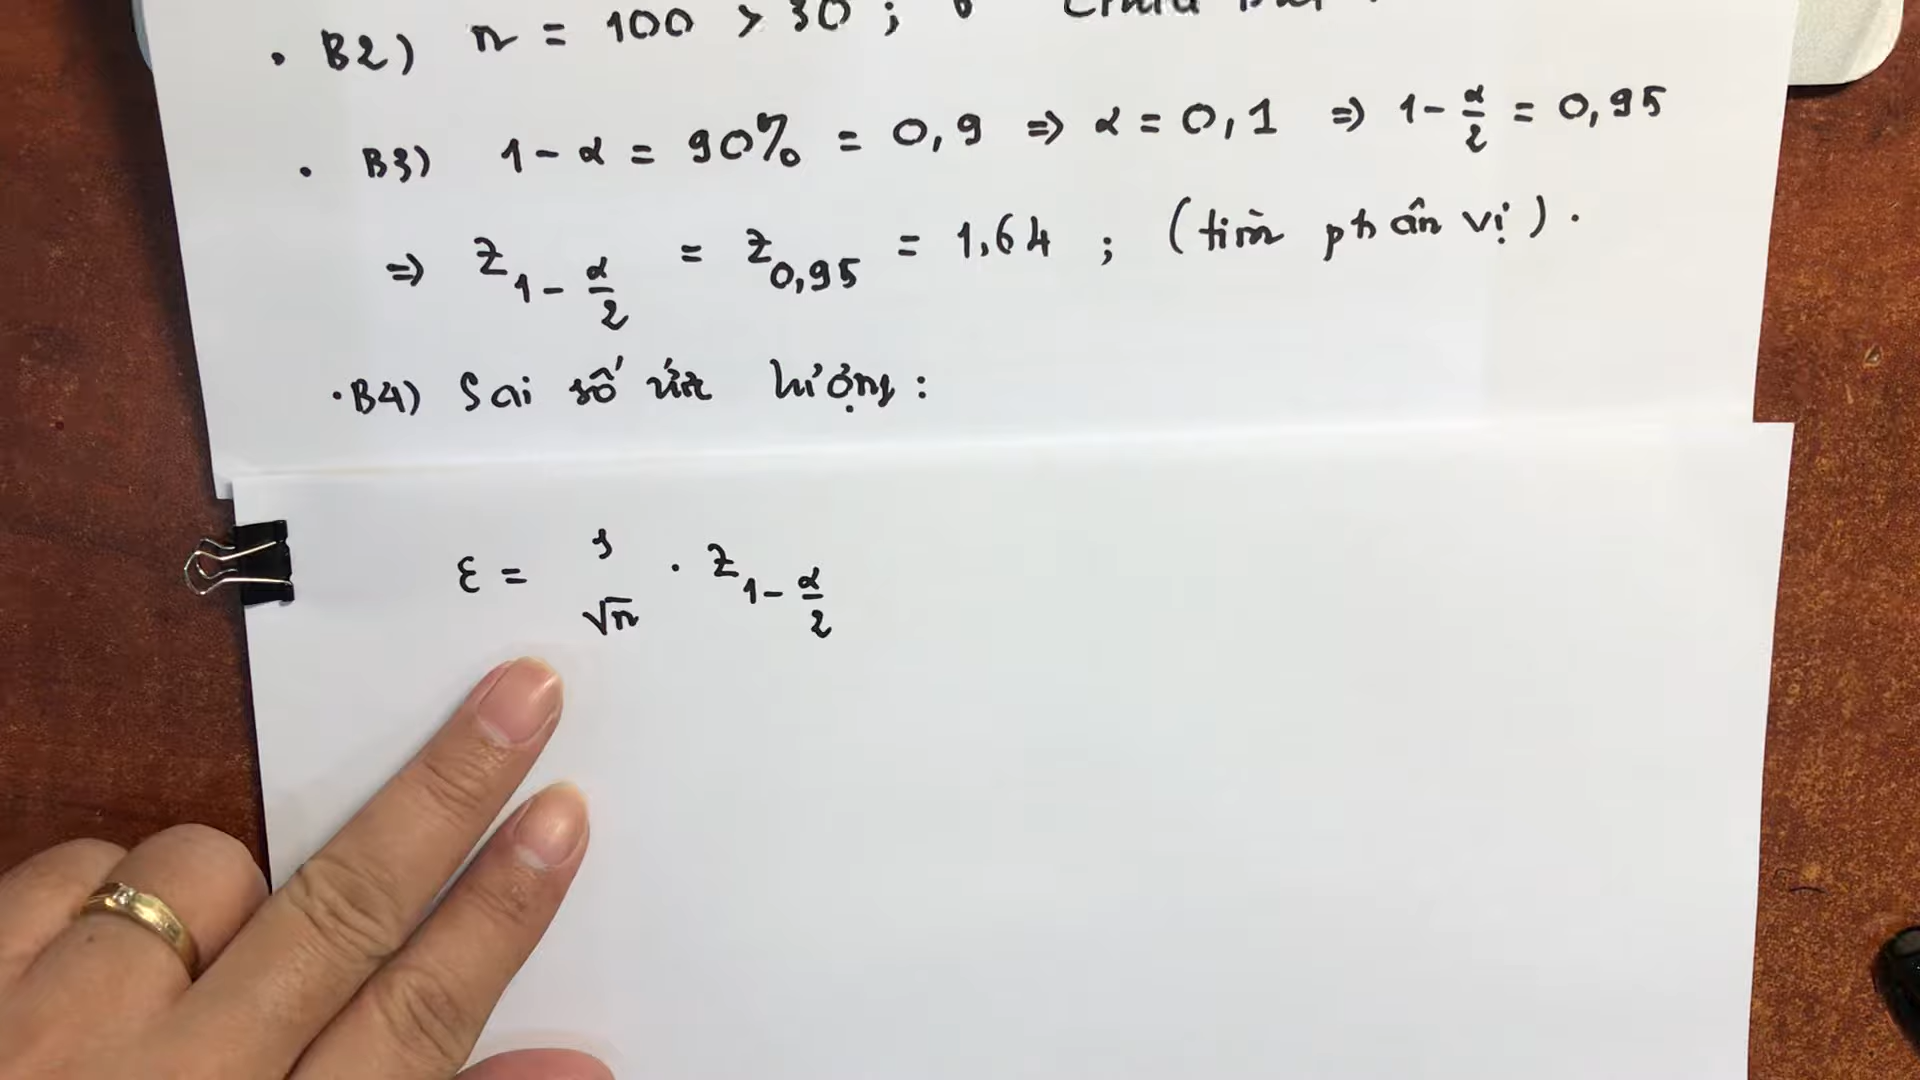 . B2) n = 100 > 30 ;
. B3) 1 - α = 90% = 0,9 => α = 0,1 => 1 - α/2 = 0,95
=> Z_{1 - α/2} = Z_{0,95} = 1,64 ; (tìm phân vị).
. B4) Sai số ước lượng :
ε = s/√n . Z_{1 - α/2}